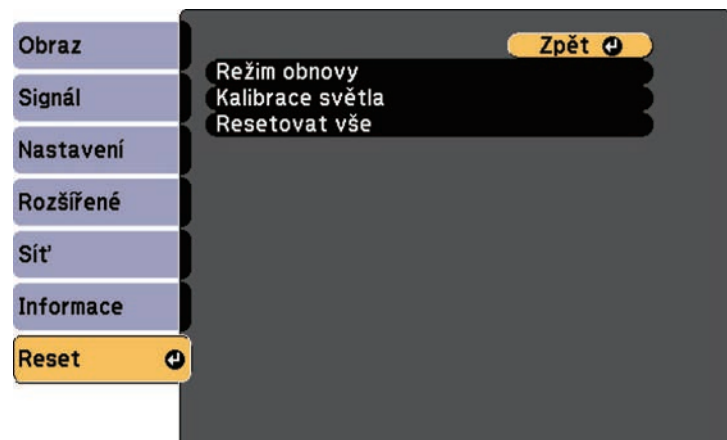 Obraz
Signál
Nastavení
Rozšířené
Síť
Informace
Reset
Zpět
Režim obnovy
Kalibrace světla
Resetovat vše